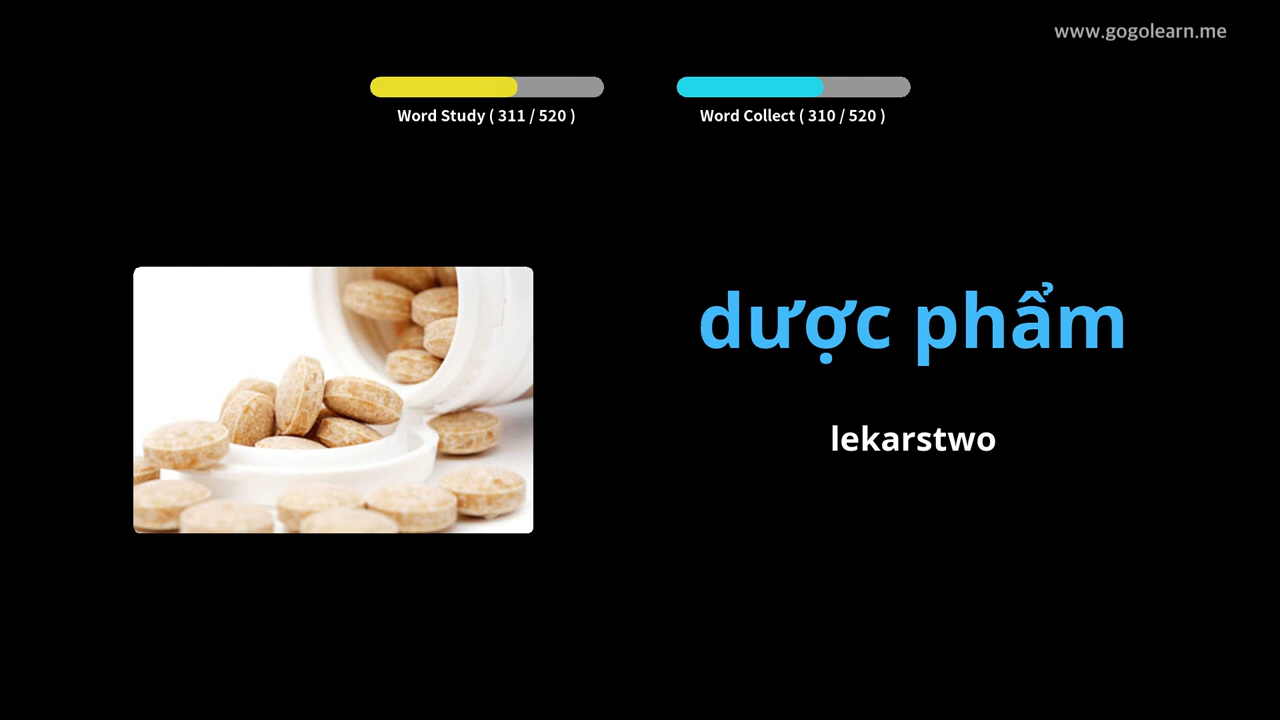 www.gogolearn.me
Word Study ( 311 / 520 )
Word Collect ( 310 / 520 )
dược phẩm
lekarstwo